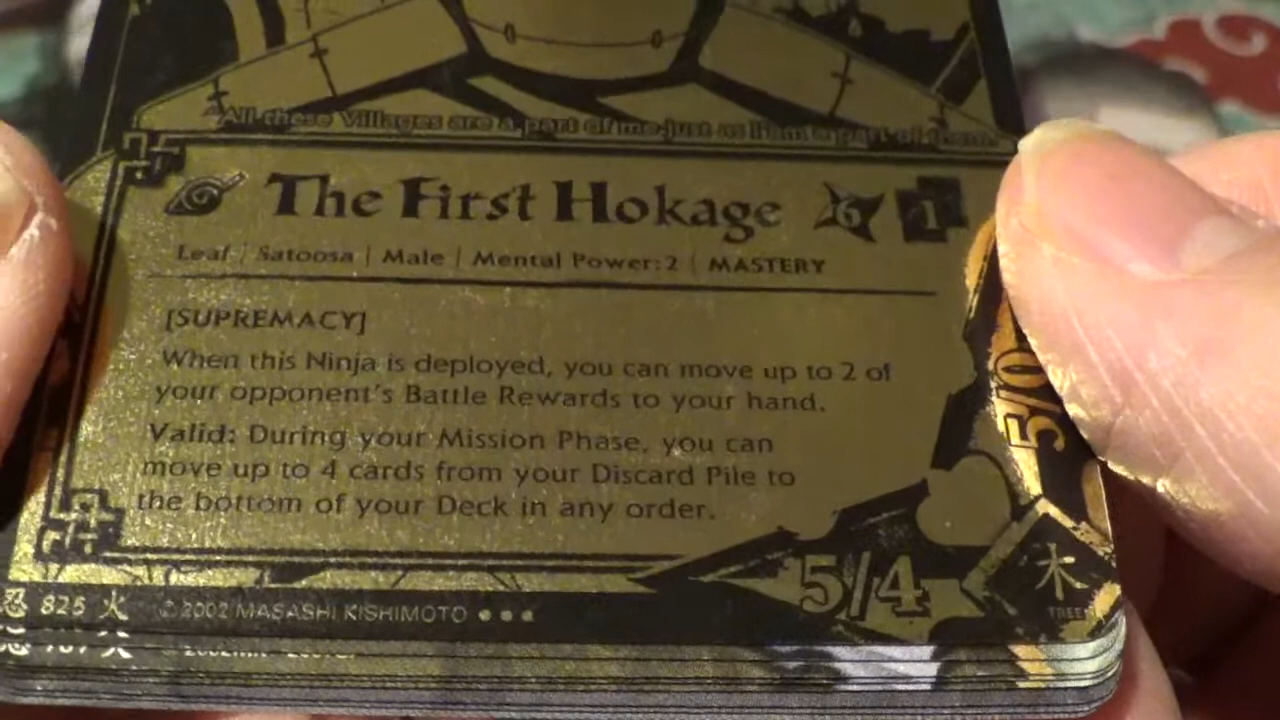 "All these Villages are a part of me just as I am a part of them.
The First Hokage 6 1
Leaf | Satoosa | Male | Mental Power: 2 | MASTERY
[SUPREMACY]
When this Ninja is deployed, you can move up to 2 of
your opponent's Battle Rewards to your hand.
Valid: During your Mission Phase, you can
move up to 4 cards from your Discard Pile to
the bottom of your Deck in any order.
5/0
5/4
木
TREE
忍 825 火 © 2002 MASASHI KISHIMOTO